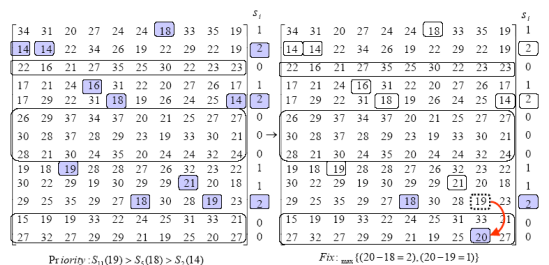 S_i S_i
34 31 20 27 24 24 18 33 35 19 1 34 31 20 27 24 24 18 33 35 19 1
14 14 22 34 26 19 22 29 22 19 2 14 14 22 34 26 19 22 29 22 19 2
22 16 21 27 35 25 30 22 23 23 0 22 16 21 27 35 25 30 22 23 23 0
17 21 24 16 31 22 20 27 26 17 1 17 21 24 16 31 22 20 27 26 17 1
17 29 22 31 18 19 26 24 25 14 2 17 29 22 31 18 19 26 24 25 14 2
26 29 37 34 37 20 21 25 27 27 0 26 29 37 34 37 20 21 25 27 27 0
30 28 37 28 29 23 19 33 30 21 0 → 30 28 37 28 29 23 19 33 30 21 0
28 21 30 24 35 20 24 24 32 24 0 28 21 30 24 35 20 24 24 32 24 0
19 18 19 28 28 27 26 32 23 22 1 19 18 19 28 28 27 26 32 23 22 1
30 22 29 19 30 29 29 21 20 18 1 30 22 29 19 30 29 29 21 20 18 1
29 25 35 29 27 18 30 28 19 23 2 29 25 35 29 27 18 30 28 19 23 2
15 19 19 33 22 24 25 31 33 21 0 15 19 19 33 22 24 25 31 33 21 0
27 32 27 29 29 21 19 25 20 27 0 27 32 27 29 29 21 19 25 20 27 0
Priority : S₁₁(19) > S₅(18) > S₂(14) Fix : max{(20−18=2),(20−19=1)}